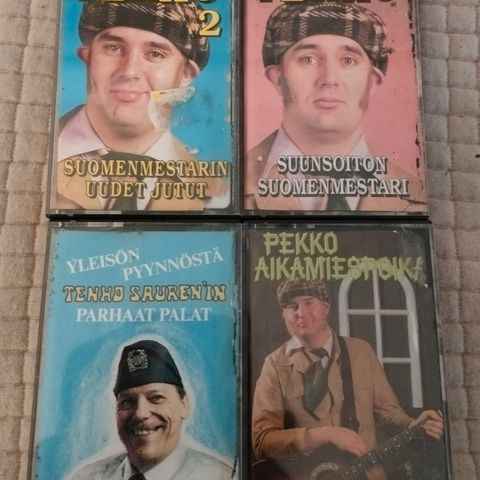 2
SUOMENMESTARIN
UUDET JUTUT
SUUNSOITON
SUOMENMESTARI
YLEISÖN
PYYNNÖSTÄ
TENHO SAUREN'IN
PARHAAT PALAT
PEKKO
AIKAMIESPOIKA